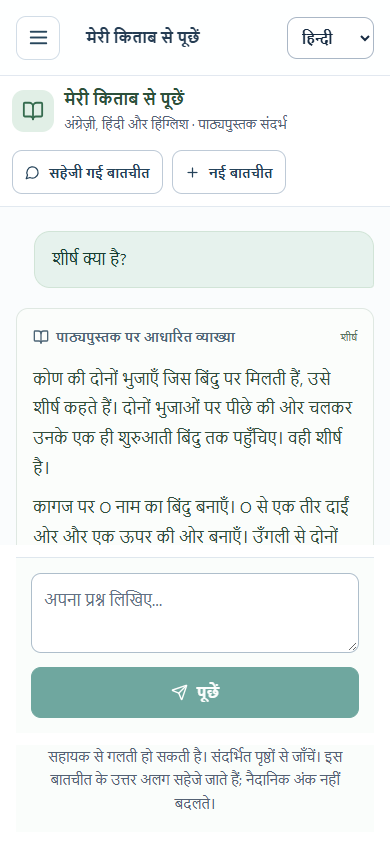 मेरी किताब से पूछें
हिन्दी
मेरी किताब से पूछें
अंग्रेज़ी, हिंदी और हिंग्लिश · पाठ्यपुस्तक संदर्भ
सहेजी गई बातचीत
नई बातचीत
शीर्ष क्या है?
पाठ्यपुस्तक पर आधारित व्याख्या
शीर्ष
कोण की दोनों भुजाएँ जिस बिंदु पर मिलती हैं, उसे
शीर्ष कहते हैं। दोनों भुजाओं पर पीछे की ओर चलकर
उनके एक ही शुरुआती बिंदु तक पहुँचिए। वही शीर्ष
है।
कागज पर O नाम का बिंदु बनाएँ। O से एक तीर दाईं
ओर और एक ऊपर की ओर बनाएँ। उँगली से दोनों
अपना प्रश्न लिखिए...
पूछें
सहायक से गलती हो सकती है। संदर्भित पृष्ठों से जाँचें। इस
बातचीत के उत्तर अलग सहेजे जाते हैं; नैदानिक अंक नहीं
बदलते।